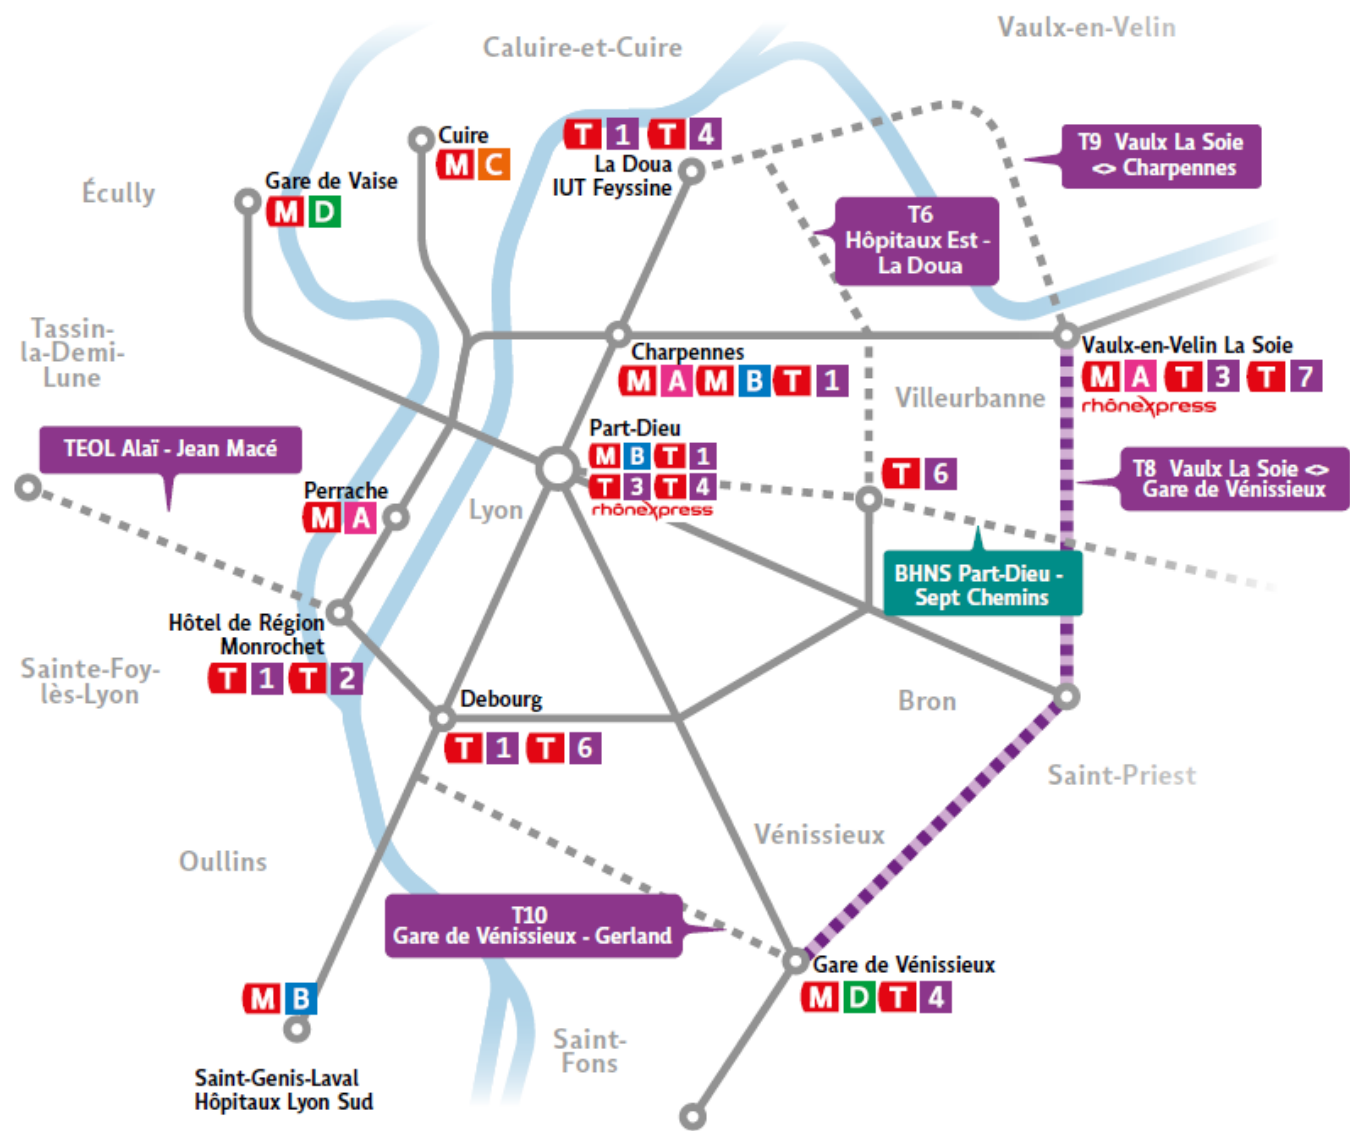 Vaulx-en-Velin
Caluire-et-Cuire
Cuire
M C
T 1 T 4
La Doua
IUT Feyssine
T9 Vaulx La Soie
<> Charpennes
Écully
Gare de Vaise
M D
T6
Hôpitaux Est -
La Doua
Tassin-
la-Demi-
Lune
Charpennes
M A M B T 1
Vaulx-en-Velin La Soie
M A T 3 T 7
rhônexpress
Villeurbanne
TEOL Alaï - Jean Macé
Part-Dieu
M B T 1
T 3 T 4
rhônexpress
T 6
T8 Vaulx La Soie <>
Gare de Vénissieux
Perrache
M A
Lyon
BHNS Part-Dieu -
Sept Chemins
Hôtel de Région
Monrochet
T 1 T 2
Sainte-Foy-
lès-Lyon
Debourg
T 1 T 6
Bron
Saint-Priest
Vénissieux
Oullins
T10
Gare de Vénissieux - Gerland
Gare de Vénissieux
M D T 4
M B
Saint-Genis-Laval
Hôpitaux Lyon Sud
Saint-
Fons